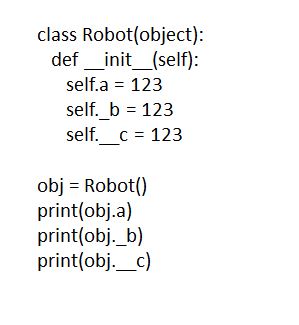 class Robot(object):
def __init__(self):
self.a = 123
self._b = 123
self.__c = 123
obj = Robot()
print(obj.a)
print(obj._b)
print(obj.__c)